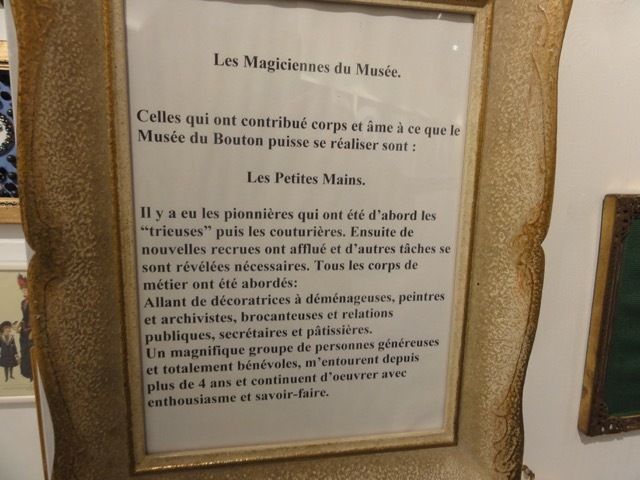 Les Magiciennes du Musée.
Celles qui ont contribué corps et âme à ce que le
Musée du Bouton puisse se réaliser sont :
Les Petites Mains.
Il y a eu les pionnières qui ont été d'abord les
“trieuses” puis les couturières. Ensuite de
nouvelles recrues ont afflué et d'autres tâches se
sont révélées nécessaires. Tous les corps de
métier ont été abordés:
Allant de décoratrices à déménageuses, peintres
et archivistes, brocanteuses et relations
publiques, secrétaires et pâtissières.
Un magnifique groupe de personnes généreuses
et totalement bénévoles, m'entourent depuis
plus de 4 ans et continuent d'oeuvrer avec
enthousiasme et savoir-faire.